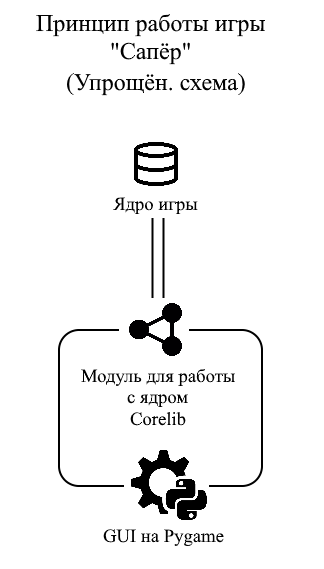 Принцип работы игры
"Сапёр"
(Упрощён. схема)
Ядро игры
Модуль для работы
с ядром
Corelib
GUI на Pygame